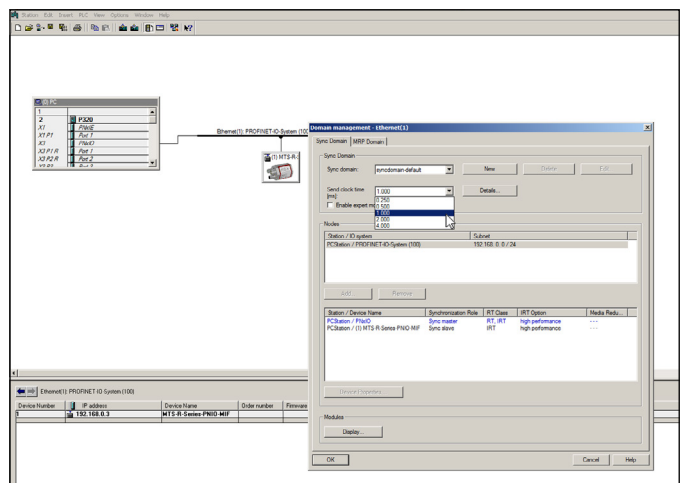 Station Edit Insert PLC View Options Window Help
(0) PC
1
2 P320
X1 PNxIE
X1 P1 Port 1
X3 PNxIO
X3 P1 R Port 1
X3 P2 R Port 2
Ethernet(1): PROFINET-IO-System (100)
(1) MTS-R-
Domain management - Ethernet(1)
Sync Domain MRP Domain
Sync Domain
Sync domain: syncdomain-default New Delete Edit
Send clock time [ms]: 1.000 Details...
Enable expert mo
0.250
0.500
1.000
2.000
4.000
Nodes
Station / IO system Subnet
PCStation / PROFINET-IO-System (100) 192.168. 0. 0 / 24
Add... Remove
Station / Device Name Synchronization Role RT Class IRT Option Media Redu...
PCStation / PNxIO Sync master RT, IRT high performance ---
PCStation / (1) MTS-R-Series-PNIO-MIF Sync slave IRT high performance ---
Device Properties...
Modules
Display...
OK Cancel Help
Ethernet(1): PROFINET-IO-System (100)
Device Number IP address Device Name Order number Firmware
1 192.168.0.3 MTS-R-Series-PNIO-MIF